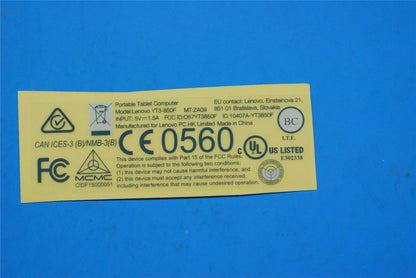 Portable Tablet Computer
Model:Lenovo YT3-850F MT:ZA09
INPUT: 5V⎓1.5A FCC ID:O57YT3850F IC:10407A-YT3850F
Manufactured for Lenovo PC HK Limited Made in China
EU contact: Lenovo, Einsteinova 21,
851 01 Bratislava, Slovakia
BC
I.T.E.
CAN ICES-3 (B)/NMB-3(B)
CE 0560
C UL US LISTED
E302338
FC
MCMC
CIDF15000051
This device complies with Part 15 of the FCC Rules.
Operation is subject to following two conditions:
(1) this device may not cause harmful interference, and
(2) this device must accept any interference received,
including interference that may cause undesired operation.